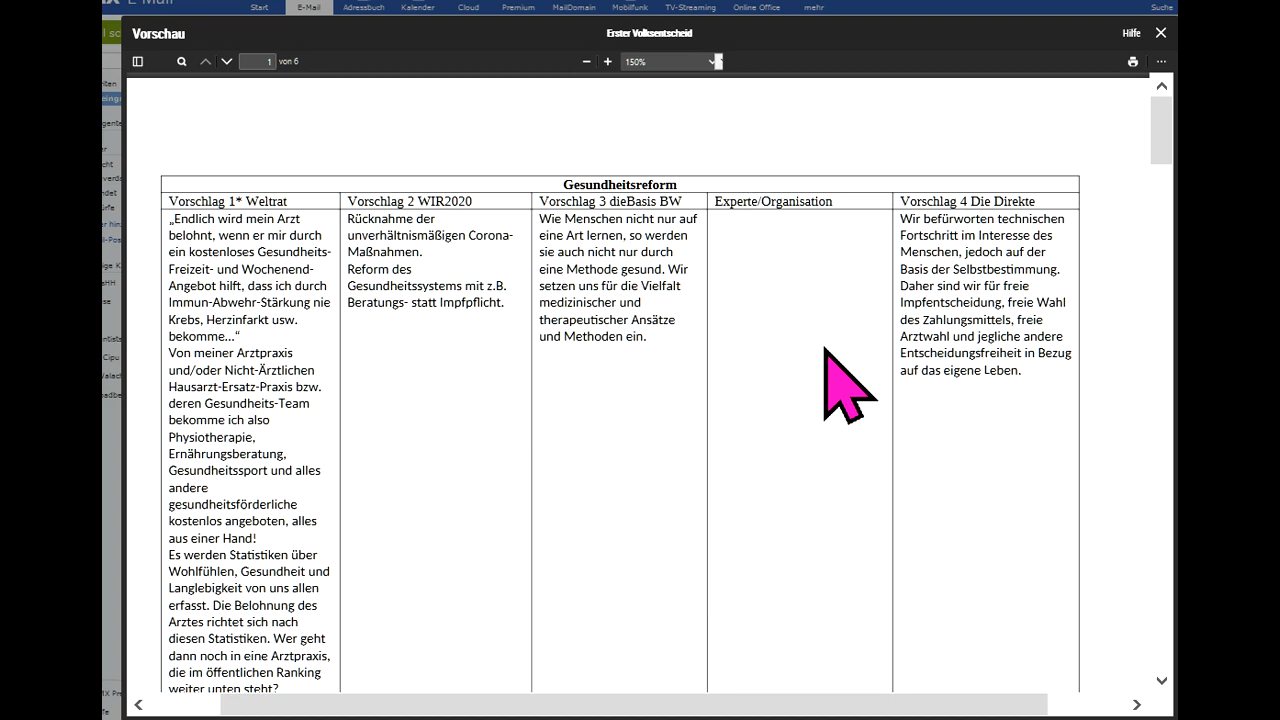 Start E-Mail Adressbuch Kalender Cloud Premium MailDomain Mobilfunk TV-Streaming Online Office mehr Suche
Vorschau Erster Volksentscheid Hilfe
1 von 6 150%
Gesundheitsreform
Vorschlag 1* Weltrat
„Endlich wird mein Arzt
belohnt, wenn er mir durch
ein kostenloses Gesundheits-
Freizeit- und Wochenend-
Angebot hilft, dass ich durch
Immun-Abwehr-Stärkung nie
Krebs, Herzinfarkt usw.
bekomme...“
Von meiner Arztpraxis
und/oder Nicht-Ärztlichen
Hausarzt-Ersatz-Praxis bzw.
deren Gesundheits-Team
bekomme ich also
Physiotherapie,
Ernährungsberatung,
Gesundheitssport und alles
andere
gesundheitsförderliche
kostenlos angeboten, alles
aus einer Hand!
Es werden Statistiken über
Wohlfühlen, Gesundheit und
Langlebigkeit von uns allen
erfasst. Die Belohnung des
Arztes richtet sich nach
diesen Statistiken. Wer geht
dann noch in eine Arztpraxis,
die im öffentlichen Ranking
weiter unten steht?
Vorschlag 2 WIR2020
Rücknahme der
unverhältnismäßigen Corona-
Maßnahmen.
Reform des
Gesundheitssystems mit z.B.
Beratungs- statt Impfpflicht.
Vorschlag 3 dieBasis BW
Wie Menschen nicht nur auf
eine Art lernen, so werden
sie auch nicht nur durch
eine Methode gesund. Wir
setzen uns für die Vielfalt
medizinischer und
therapeutischer Ansätze
und Methoden ein.
Experte/Organisation
Vorschlag 4 Die Direkte
Wir befürworten technischen
Fortschritt im Interesse des
Menschen, jedoch auf der
Basis der Selbstbestimmung.
Daher sind wir für freie
Impfentscheidung, freie Wahl
des Zahlungsmittels, freie
Arztwahl und jegliche andere
Entscheidungsfreiheit in Bezug
auf das eigene Leben.